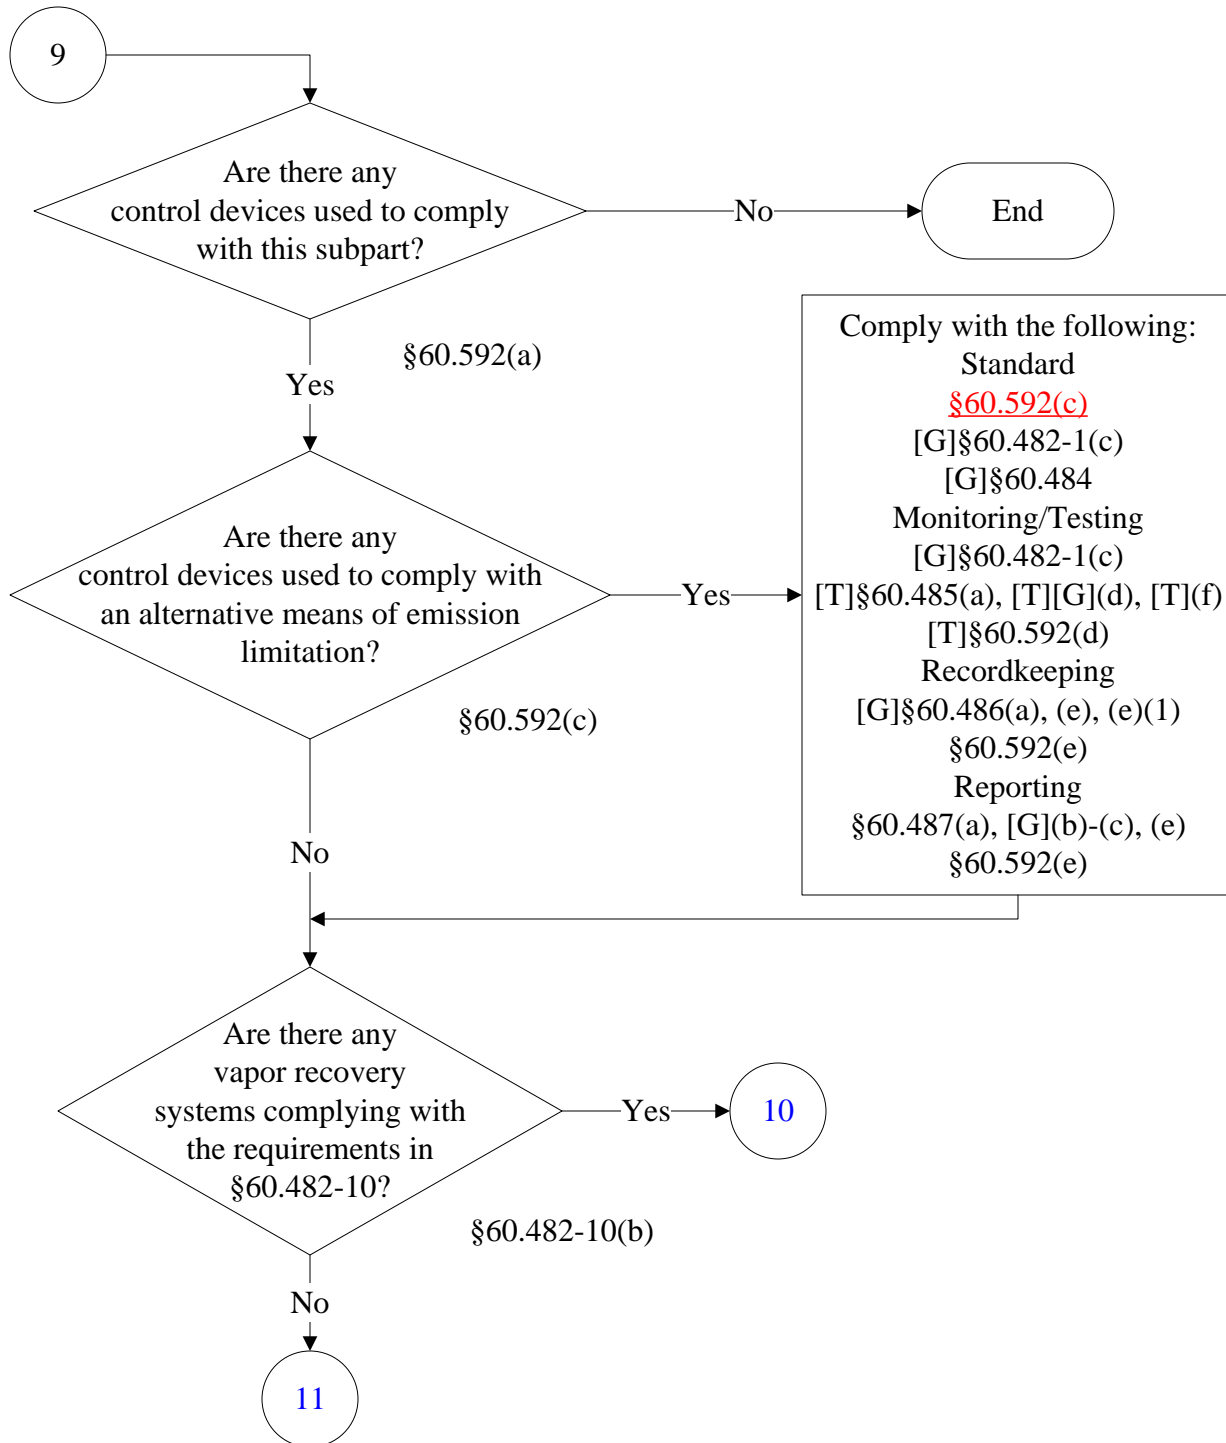 9
Are there any
control devices used to comply
with this subpart?
No
End
§60.592(a)
Yes
Comply with the following:
Standard
§60.592(c)
[G]§60.482-1(c)
[G]§60.484
Monitoring/Testing
[G]§60.482-1(c)
[T]§60.485(a), [T][G](d), [T](f)
[T]§60.592(d)
Recordkeeping
[G]§60.486(a), (e), (e)(1)
§60.592(e)
Reporting
§60.487(a), [G](b)-(c), (e)
§60.592(e)
Are there any
control devices used to comply with
an alternative means of emission
limitation?
Yes
§60.592(c)
No
Are there any
vapor recovery
systems complying with
the requirements in
§60.482-10?
Yes
10
§60.482-10(b)
No
11